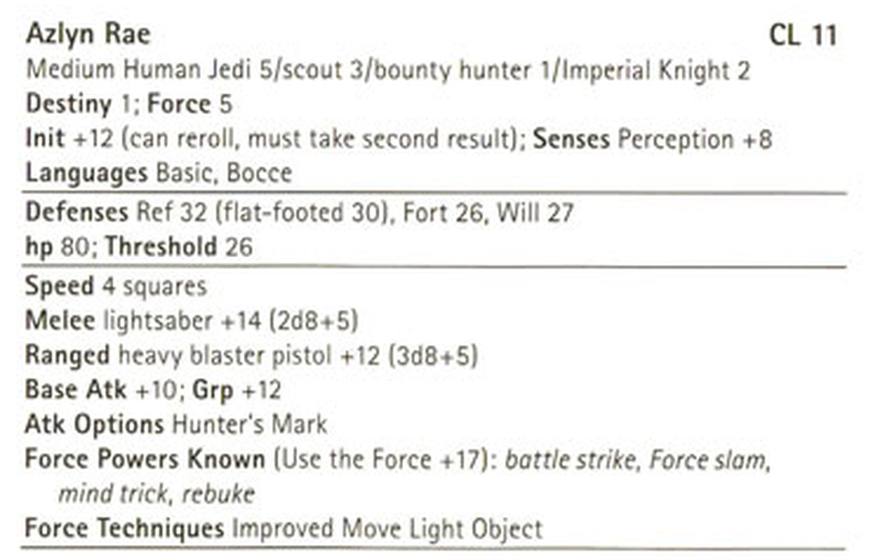 Azlyn Rae CL 11
Medium Human Jedi 5/scout 3/bounty hunter 1/Imperial Knight 2
Destiny 1; Force 5
Init +12 (can reroll, must take second result); Senses Perception +8
Languages Basic, Bocce
Defenses Ref 32 (flat-footed 30), Fort 26, Will 27
hp 80; Threshold 26
Speed 4 squares
Melee lightsaber +14 (2d8+5)
Ranged heavy blaster pistol +12 (3d8+5)
Base Atk +10; Grp +12
Atk Options Hunter's Mark
Force Powers Known (Use the Force +17): battle strike, Force slam,
mind trick, rebuke
Force Techniques Improved Move Light Object